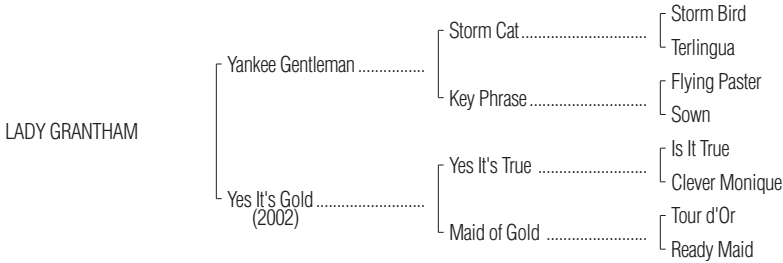 Storm Bird
Storm Cat..............................
Terlingua
Yankee Gentleman ................
Flying Paster
Key Phrase............................
Sown
LADY GRANTHAM
Is It True
Yes It's True ..........................
Clever Monique
Yes It's Gold ..........................
(2002)
Tour d'Or
Maid of Gold ........................
Ready Maid